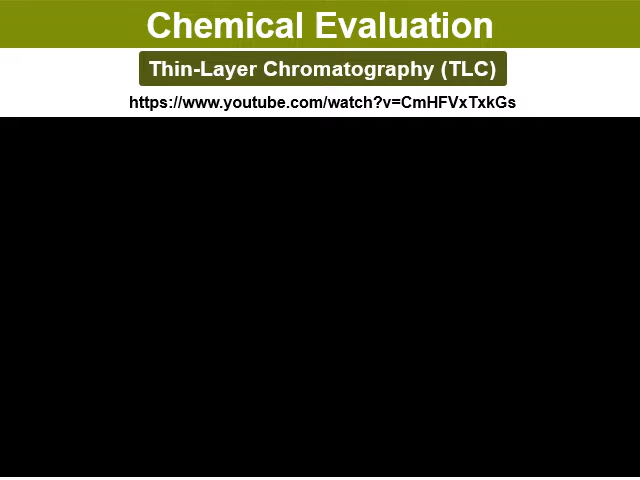 Chemical Evaluation
Thin-Layer Chromatography (TLC)
https://www.youtube.com/watch?v=CmHFVxTxkGs